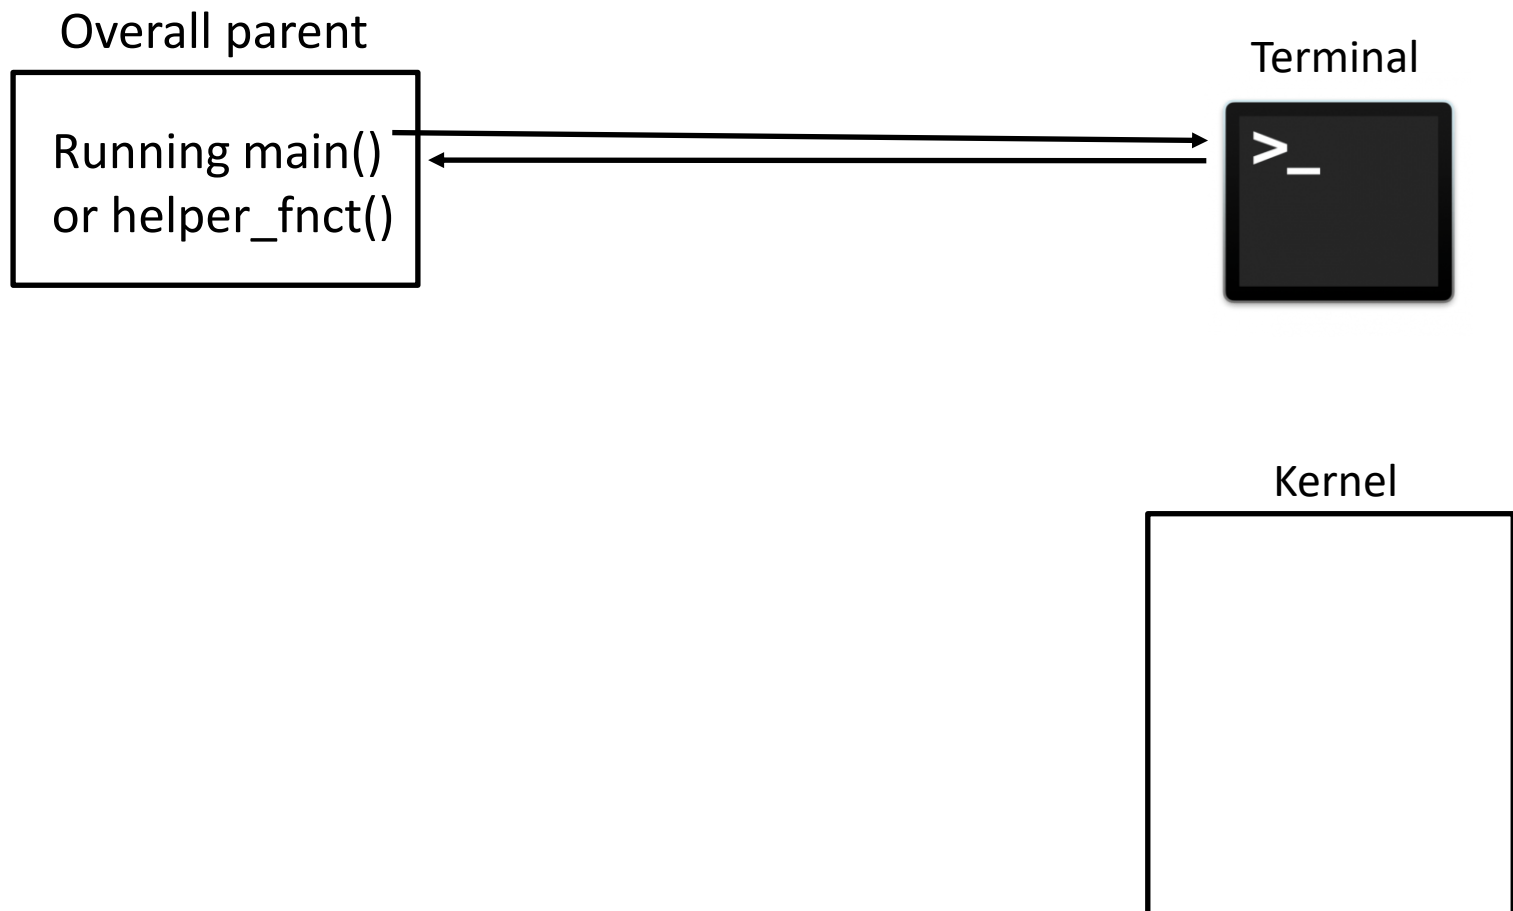 Overall parent
Terminal
Running main()
or helper_fnct()
>_
Kernel